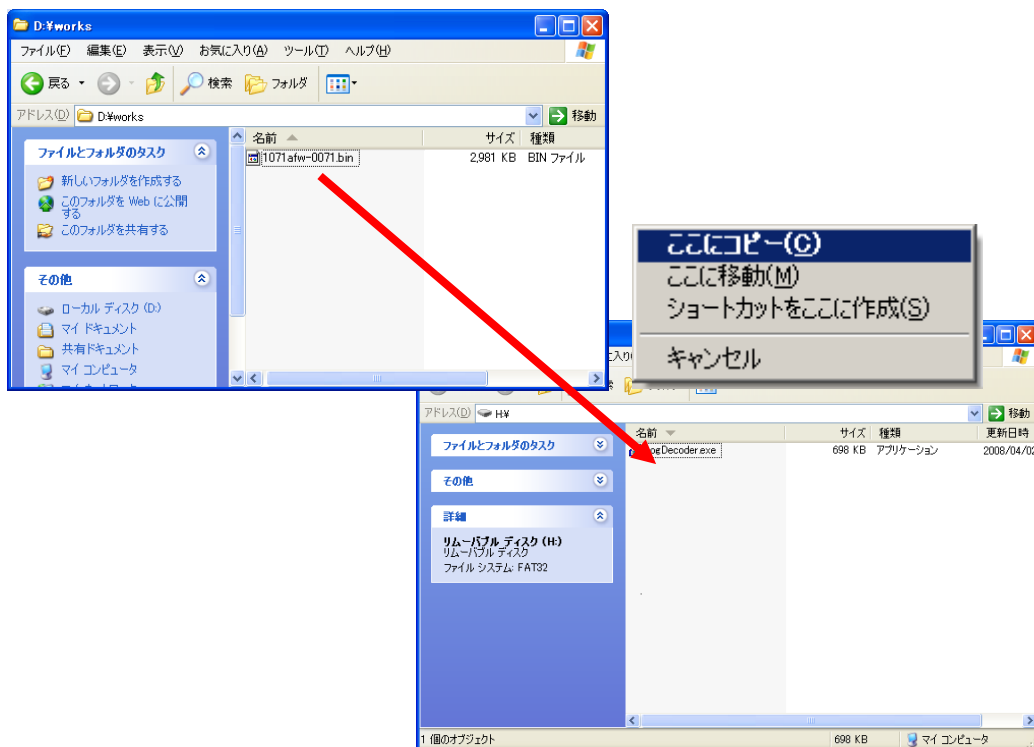 D:¥works
ファイル(F) 編集(E) 表示(V) お気に入り(A) ツール(T) ヘルプ(H)
戻る 検索 フォルダ
アドレス(D) D:¥works 移動
名前 サイズ 種類
1071afw-0071.bin 2,981 KB BIN ファイル
ファイルとフォルダのタスク
新しいフォルダを作成する
このフォルダを Web に公開
する
このフォルダを共有する
その他
ローカル ディスク (D:)
マイ ドキュメント
共有ドキュメント
マイ コンピュータ
ここにコピー(C)
ここに移動(M)
ショートカットをここに作成(S)
キャンセル
アドレス(D) H:¥ 移動
名前 サイズ 種類 更新日時
ogDecoder.exe 698 KB アプリケーション 2008/04/02
ファイルとフォルダのタスク
その他
詳細
リムーバブル ディスク (H:)
リムーバブル ディスク
ファイル システム: FAT32
1 個のオブジェクト 698 KB マイ コンピュータ